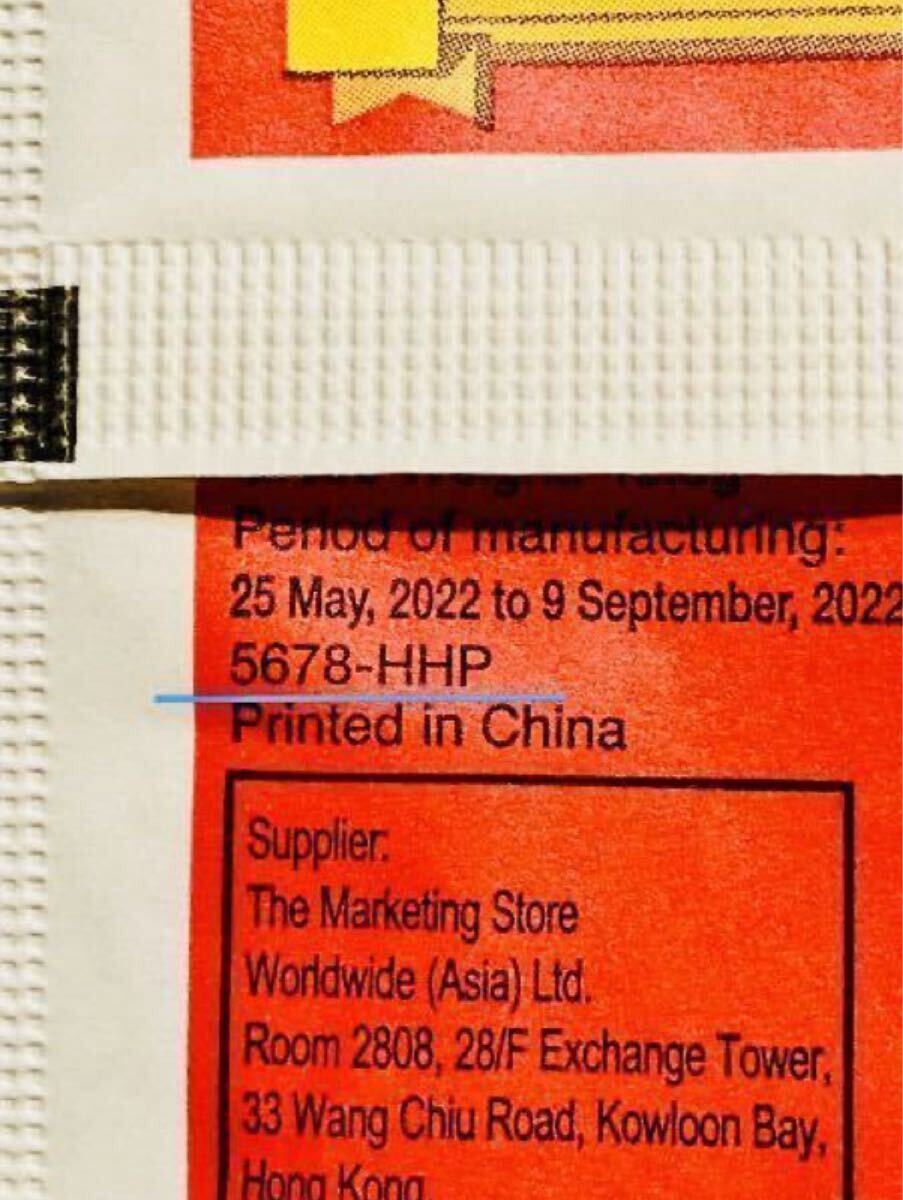 Period of manufacturing:
25 May, 2022 to 9 September, 2022
5678-HHP
Printed in China
Supplier:
The Marketing Store
Worldwide (Asia) Ltd.
Room 2808, 28/F Exchange Tower,
33 Wang Chiu Road, Kowloon Bay,
Hong Kong